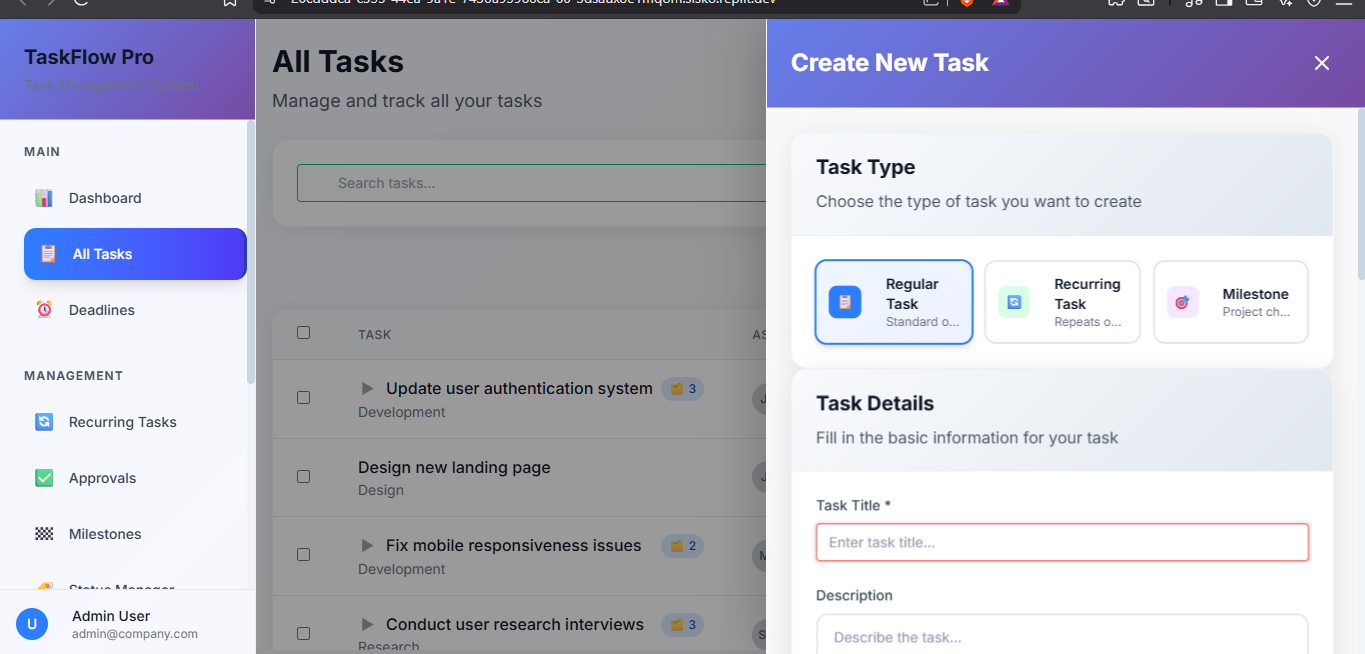 TaskFlow Pro
Task Management System
MAIN
Dashboard
All Tasks
Deadlines
MANAGEMENT
Recurring Tasks
Approvals
Milestones
Status Manager
U
Admin User
admin@company.com
All Tasks
Manage and track all your tasks
Search tasks...
TASK
AS
Update user authentication system 3
Development
J
Design new landing page
Design
J
Fix mobile responsiveness issues 2
Development
M
Conduct user research interviews 3
Research
S
Create New Task
Task Type
Choose the type of task you want to create
Regular
Task
Standard o...
Recurring
Task
Repeats o...
Milestone
Project ch...
Task Details
Fill in the basic information for your task
Task Title *
Enter task title...
Description
Describe the task...